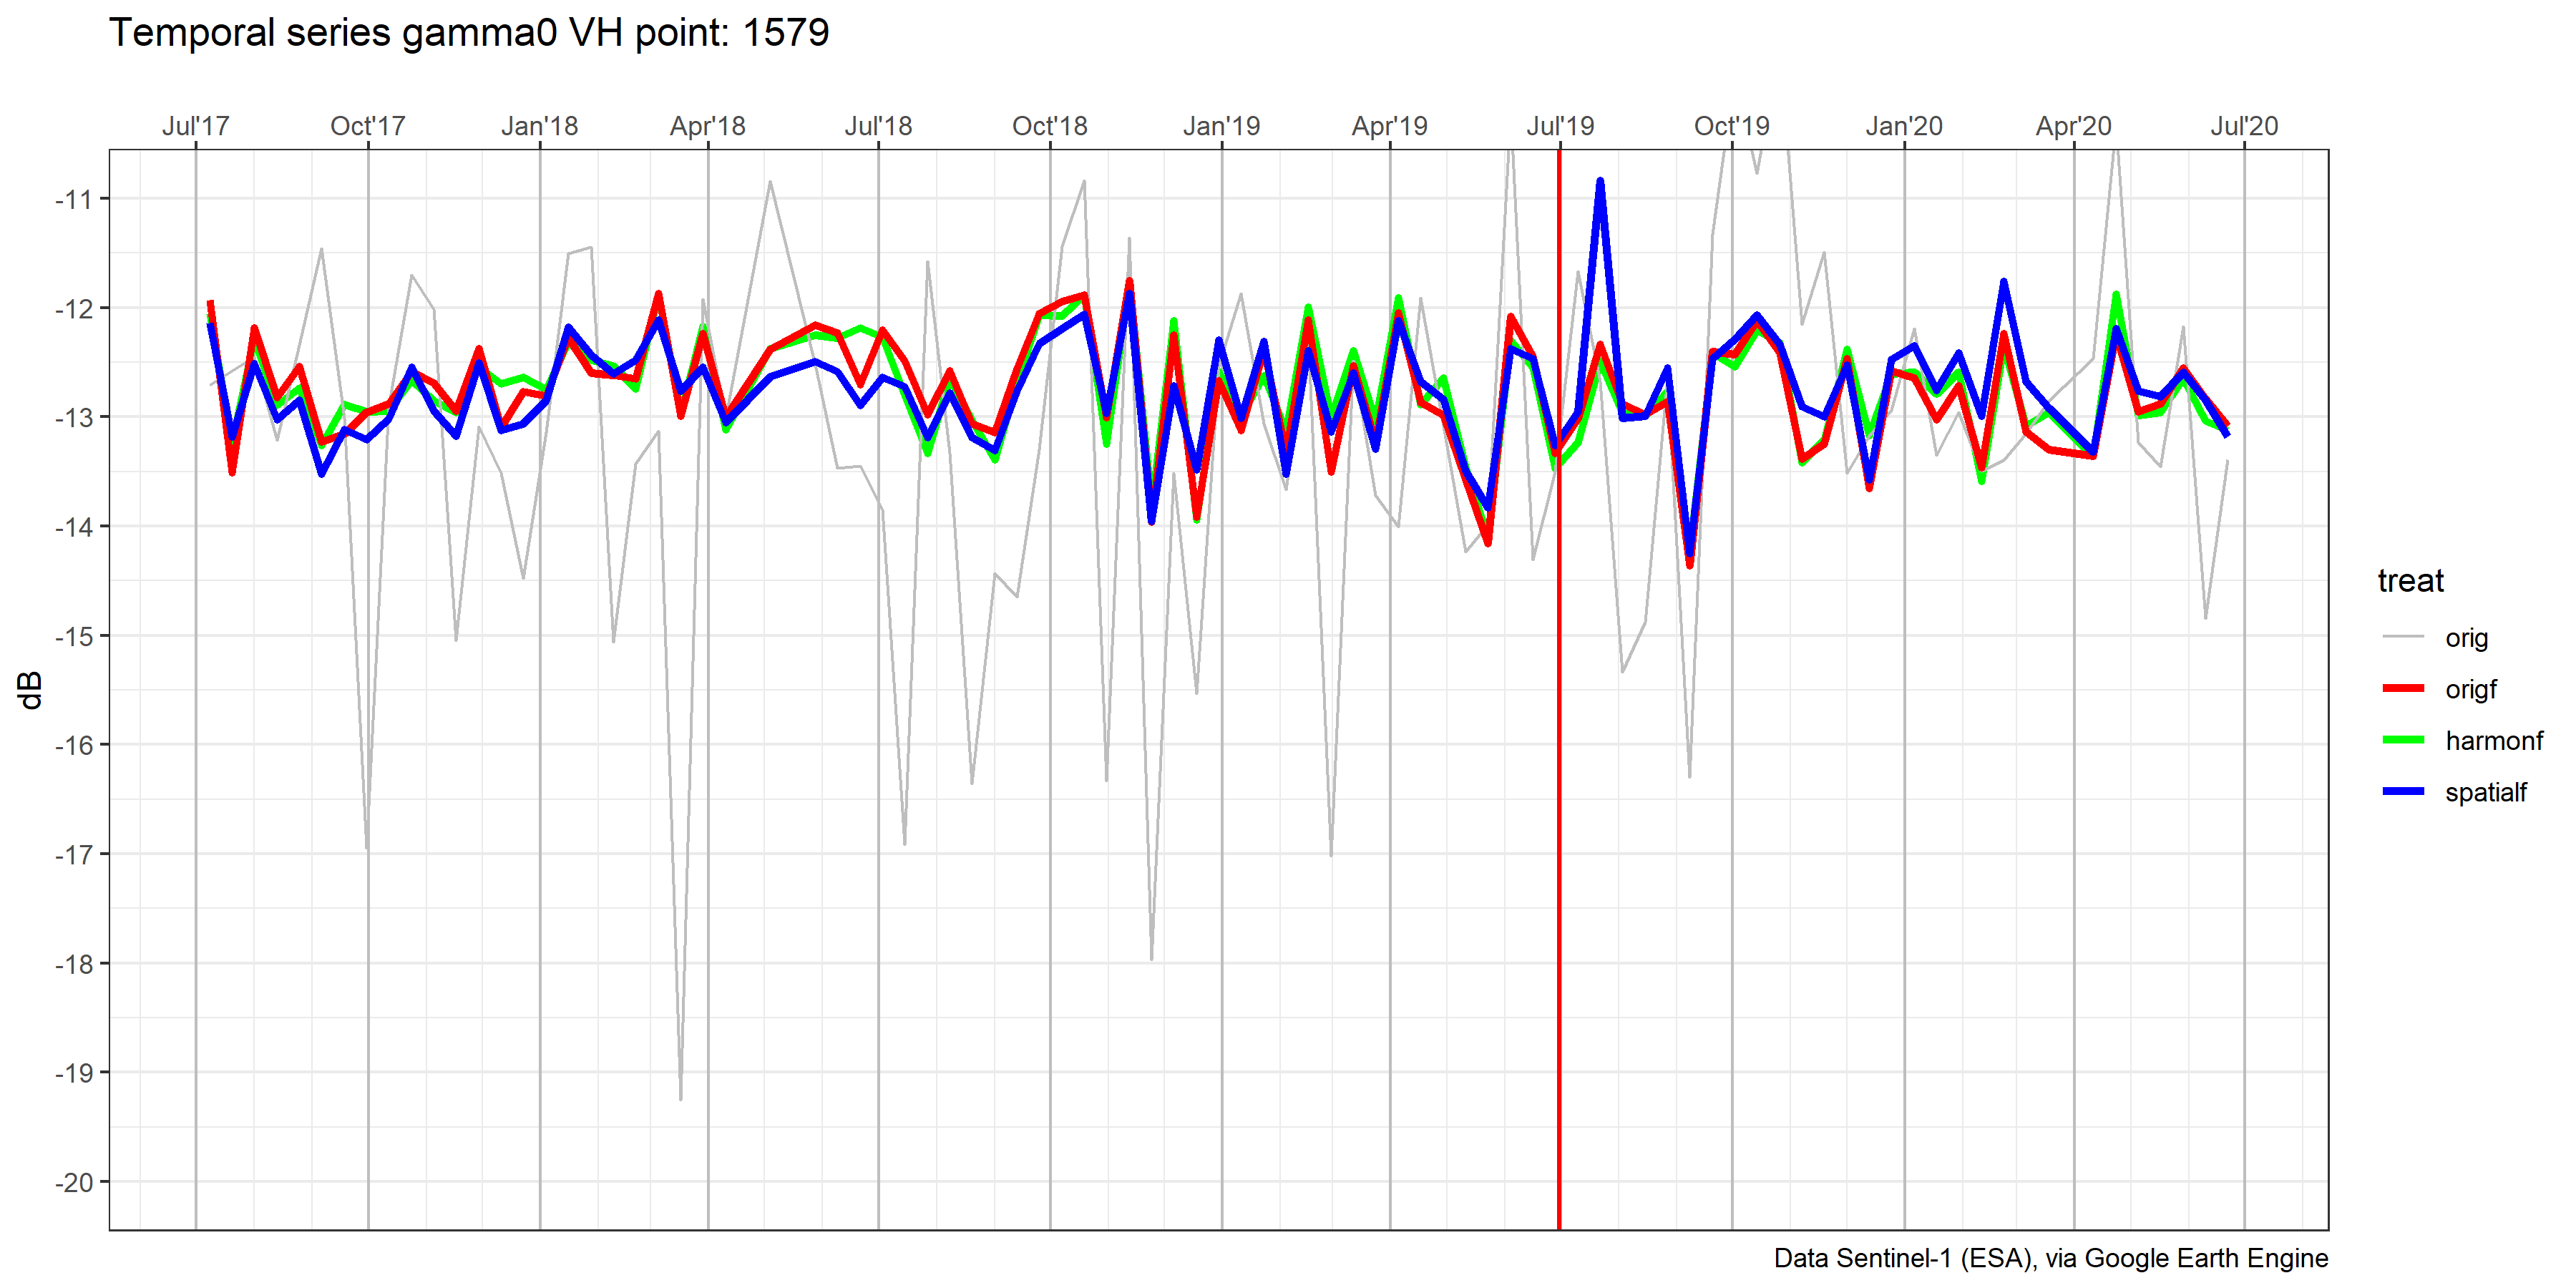 Temporal series gamma0 VH point: 1579
Jul'17 Oct'17 Jan'18 Apr'18 Jul'18 Oct'18 Jan'19 Apr'19 Jul'19 Oct'19 Jan'20 Apr'20 Jul'20
-11
-12
-13
-14
-15
-16
-17
-18
-19
-20
dB
treat
orig
origf
harmonf
spatialf
Data Sentinel-1 (ESA), via Google Earth Engine